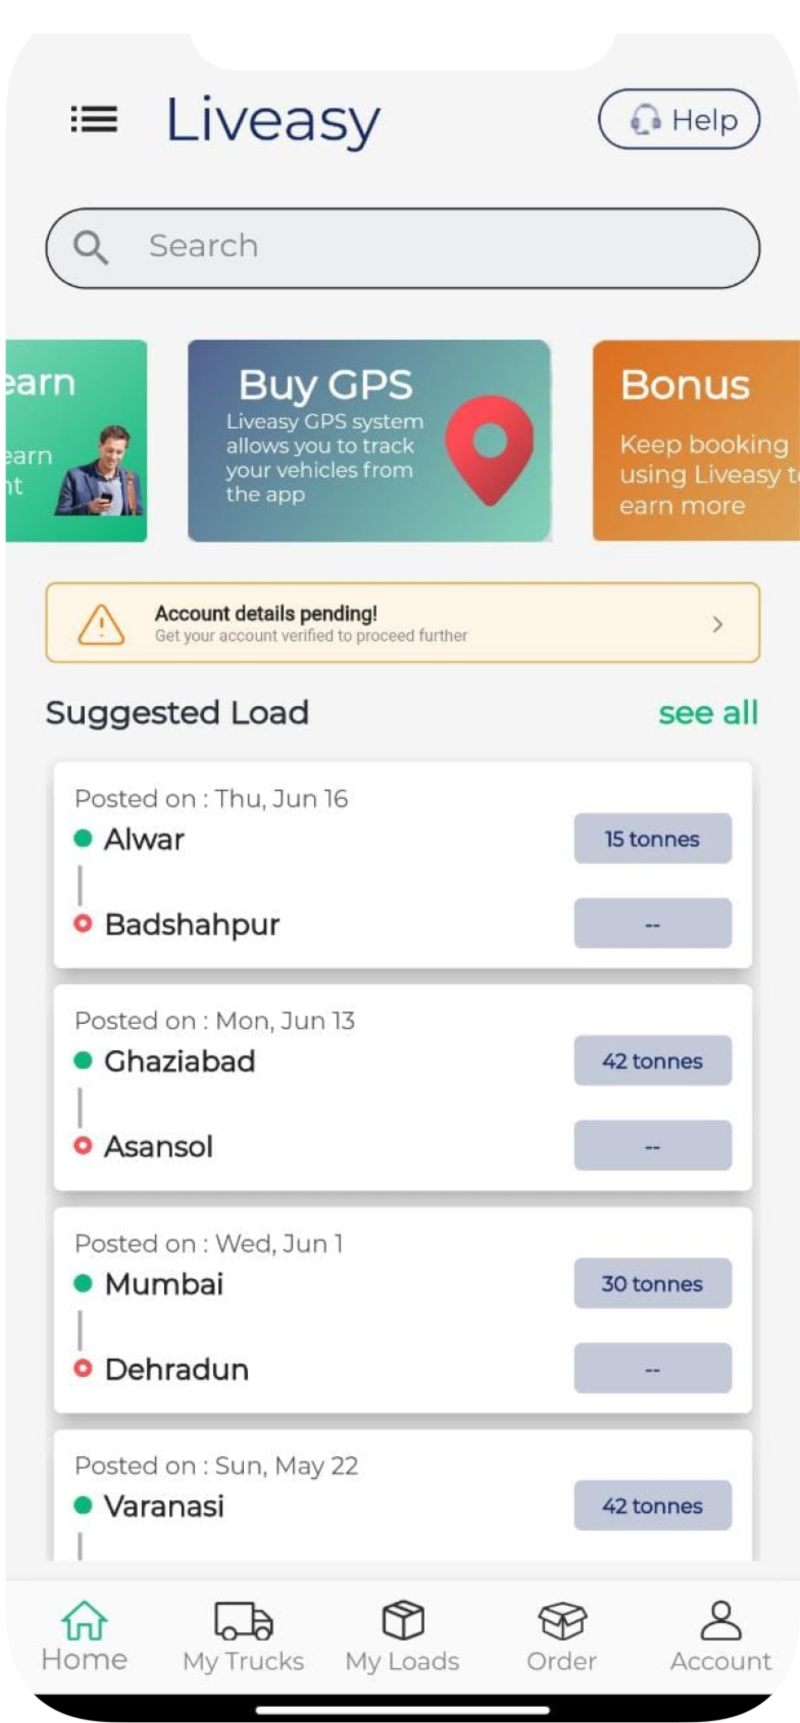 Liveasy
Help
Search
earn
earn
nt
Buy GPS
Liveasy GPS system
allows you to track
your vehicles from
the app
Bonus
Keep booking
using Liveasy to
earn more
Account details pending!
Get your account verified to proceed further
Suggested Load
see all
Posted on : Thu, Jun 16
Alwar
15 tonnes
Badshahpur
--
Posted on : Mon, Jun 13
Ghaziabad
42 tonnes
Asansol
--
Posted on : Wed, Jun 1
Mumbai
30 tonnes
Dehradun
--
Posted on : Sun, May 22
Varanasi
42 tonnes
Home
My Trucks
My Loads
Order
Account